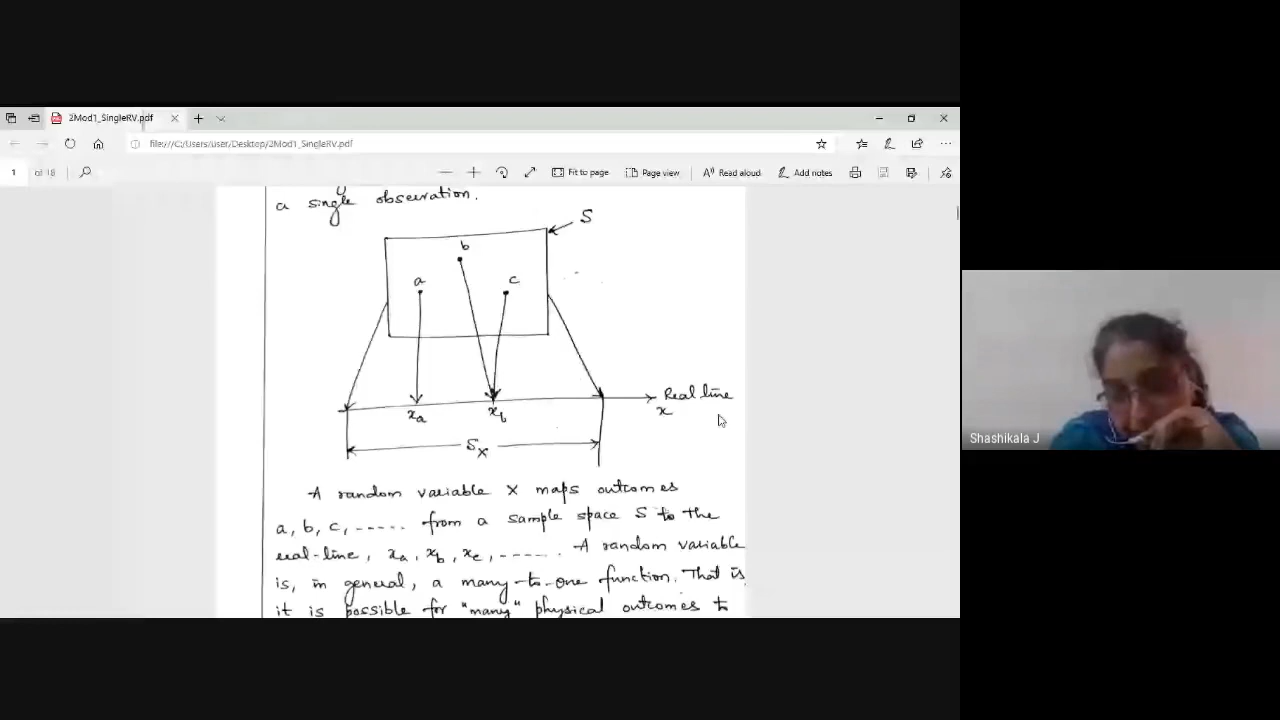 2Mod1_SingleRV.pdf
file:///C:/Users/user/Desktop/2Mod1_SingleRV.pdf
1 of 18 Fit to page Page view Read aloud Add notes
a single observation.
S
b
a c
Real line
x
xa xb
Sx
A random variable X maps outcomes
a, b, c, ----- from a sample space S to the
real-line, xa, xb, xc, -----. A random variable
is, in general, a many-to-one function. That is
it is possible for "many" physical outcomes to
Shashikala J